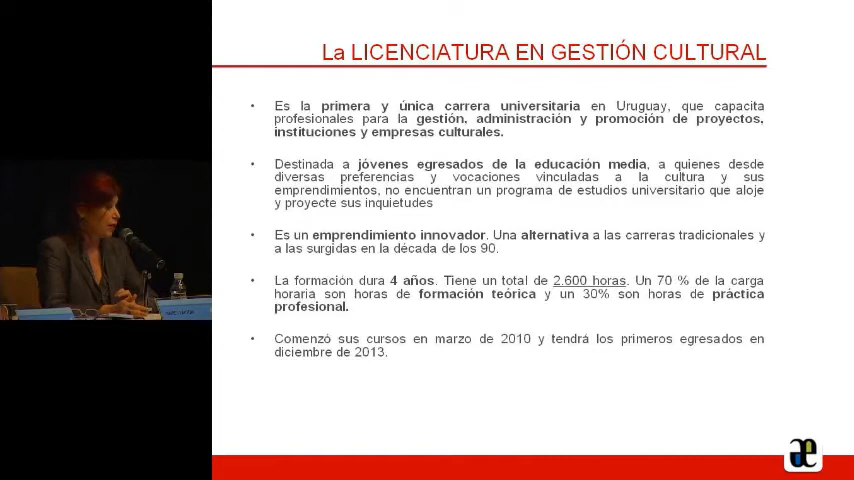 La LICENCIATURA EN GESTIÓN CULTURAL
• Es la primera y única carrera universitaria en Uruguay, que capacita
profesionales para la gestión, administración y promoción de proyectos,
instituciones y empresas culturales.
• Destinada a jóvenes egresados de la educación media, a quienes desde
diversas preferencias y vocaciones vinculadas a la cultura y sus
emprendimientos, no encuentran un programa de estudios universitario que aloje
y proyecte sus inquietudes
• Es un emprendimiento innovador. Una alternativa a las carreras tradicionales y
a las surgidas en la década de los 90.
• La formación dura 4 años. Tiene un total de 2.600 horas. Un 70 % de la carga
horaria son horas de formación teórica y un 30% son horas de práctica
profesional.
• Comenzó sus cursos en marzo de 2010 y tendrá los primeros egresados en
diciembre de 2013.